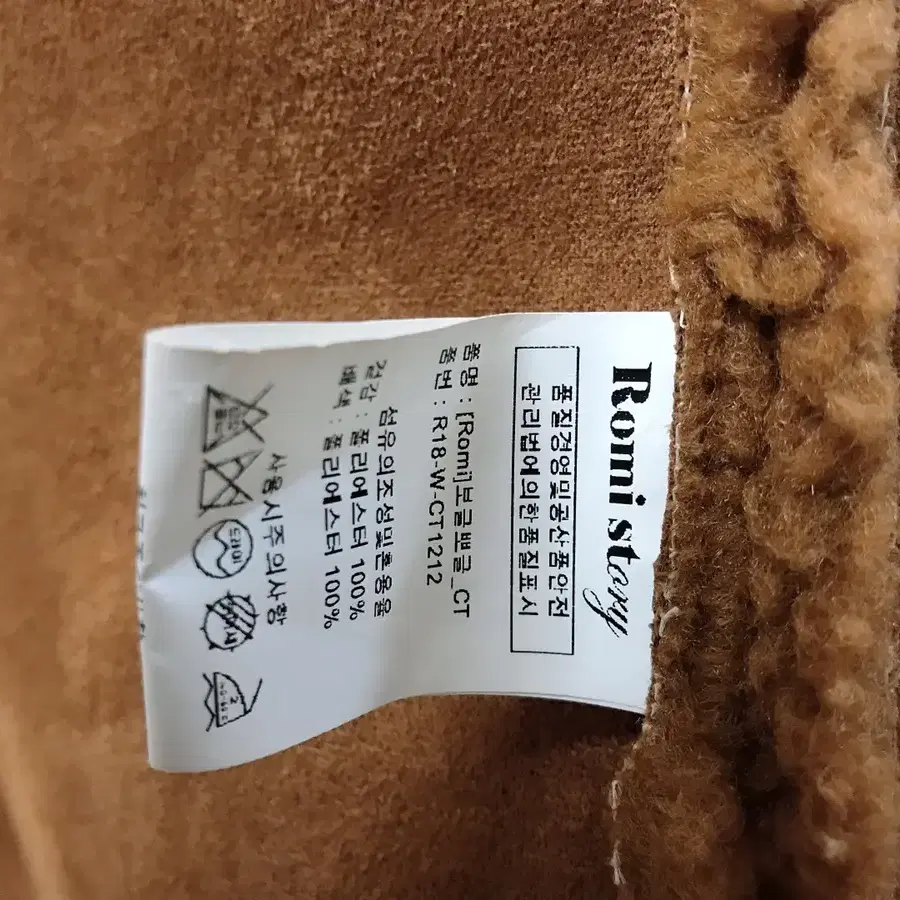 Romi story
품질경영및공산품안전
관리법에의한품질표시
품명 : [Romi]보글뽀글_CT
품번 : R18-W-CT1212
섬유의조성및혼용율
겉감 : 폴리에스터 100%
배색 : 폴리에스터 100%
사용시주의사항
드라이